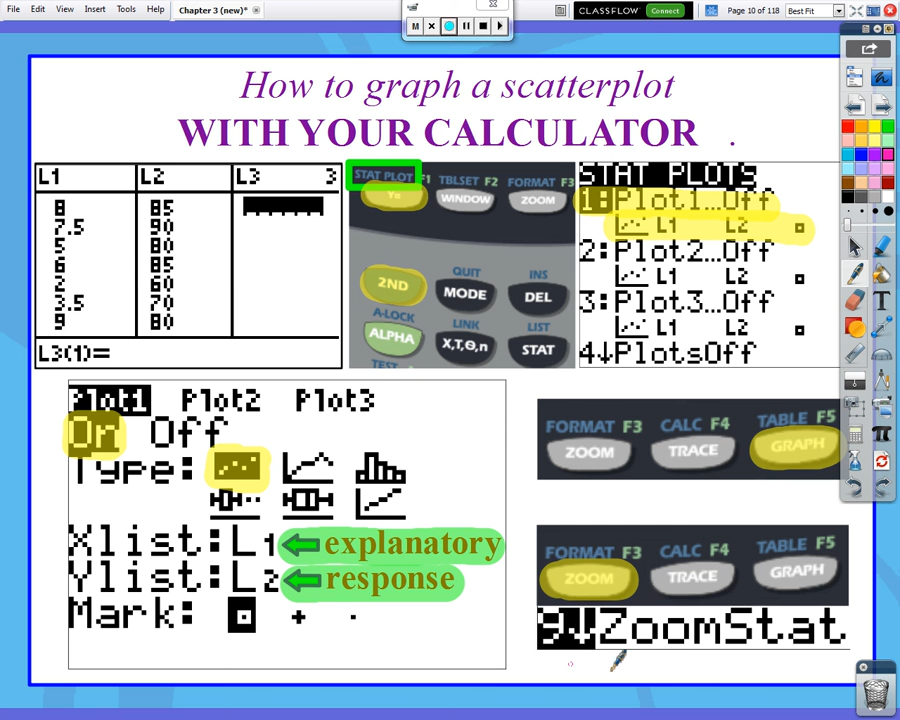 File Edit View Insert Tools Help Chapter 3 (new)* CLASSFLOW Connect Page 10 of 118 Best Fit
M
How to graph a scatterplot
WITH YOUR CALCULATOR .
L1 L2 L3 3
8 85
7.5 90
5 80
6 85
2 60
3.5 70
9 80
L3(1)=
STAT PLOT F1 TBLSET F2 FORMAT F3
Y= WINDOW ZOOM
QUIT INS
2ND MODE DEL
A-LOCK LINK LIST
ALPHA X,T,Θ,n STAT
TEST
STAT PLOTS
1:Plot1…Off
L1 L2
2:Plot2…Off
L1 L2
3:Plot3…Off
L1 L2
4↓PlotsOff
Plot1 Plot2 Plot3
On Off
Type:
Xlist:L1 explanatory
Ylist:L2 response
Mark: + .
FORMAT F3 CALC F4 TABLE F5
ZOOM TRACE GRAPH
FORMAT F3 CALC F4 TABLE F5
ZOOM TRACE GRAPH
9↓ZoomStat